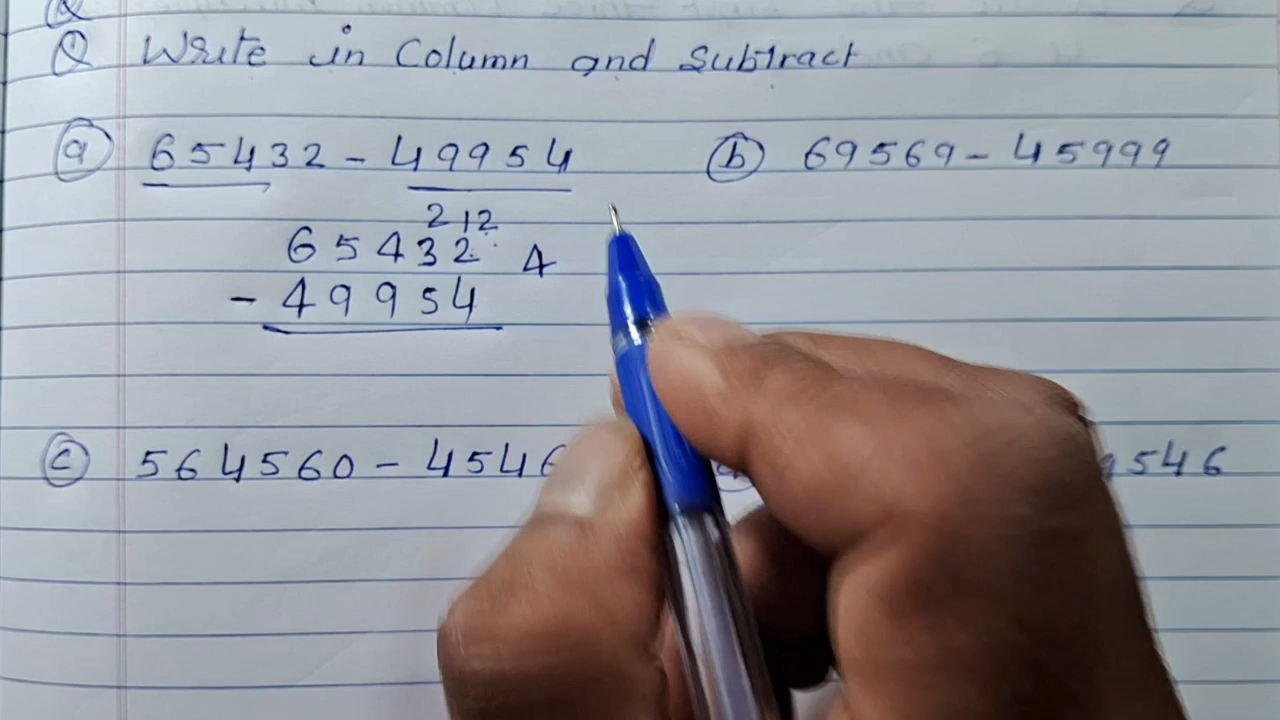 Q Write in Column and Subtract
a 65432 - 49954
b 69569 - 45999
2 12
65432 4
- 49954
c 564560 - 4546
546